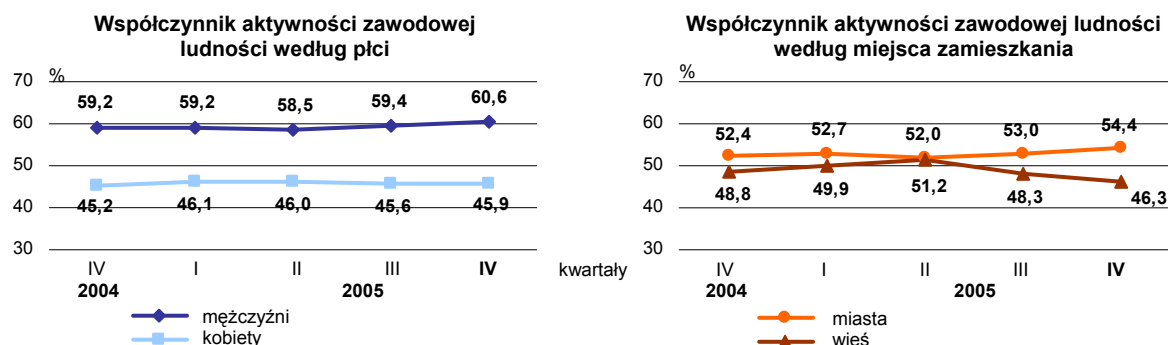 Współczynnik aktywności zawodowej
ludności według płci
%
70
60
50
40
30
59,2
59,2
58,5
59,4
60,6
45,2
46,1
46,0
45,6
45,9
IV
I
II
III
IV
2004
2005
kwartały
mężczyźni
kobiety
Współczynnik aktywności zawodowej ludności
według miejsca zamieszkania
%
70
60
50
40
30
52,4
52,7
52,0
53,0
54,4
48,8
49,9
51,2
48,3
46,3
IV
I
II
III
IV
2004
2005
miasta
wieś